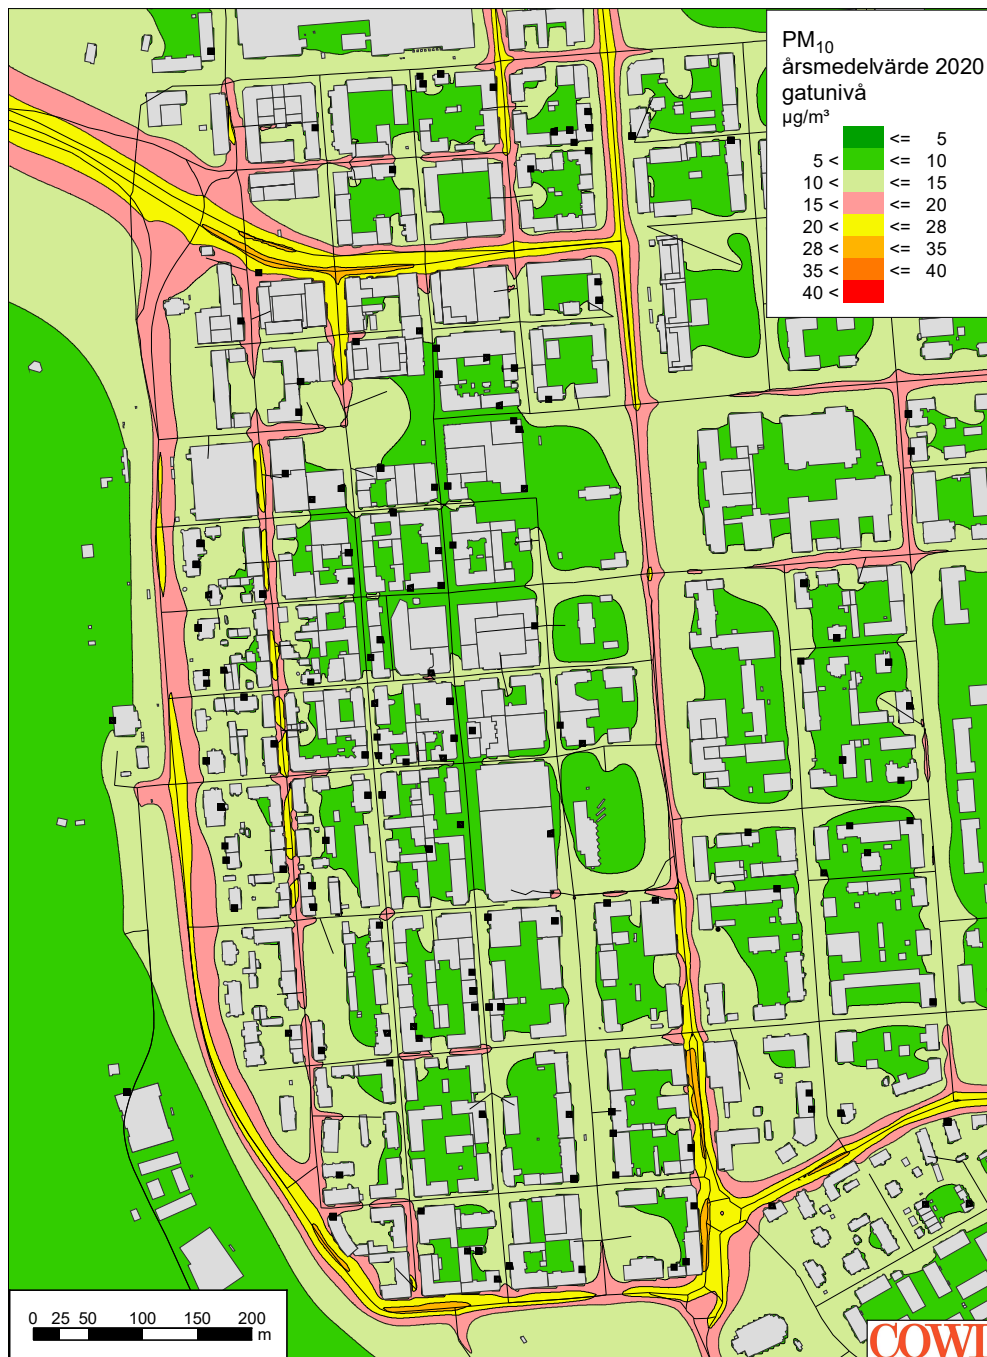 PM10
årsmedelvärde 2020
gatunivå
µg/m³
<= 5
5 < <= 10
10 < <= 15
15 < <= 20
20 < <= 28
28 < <= 35
35 < <= 40
40 <
0 25 50 100 150 200
m
COWI